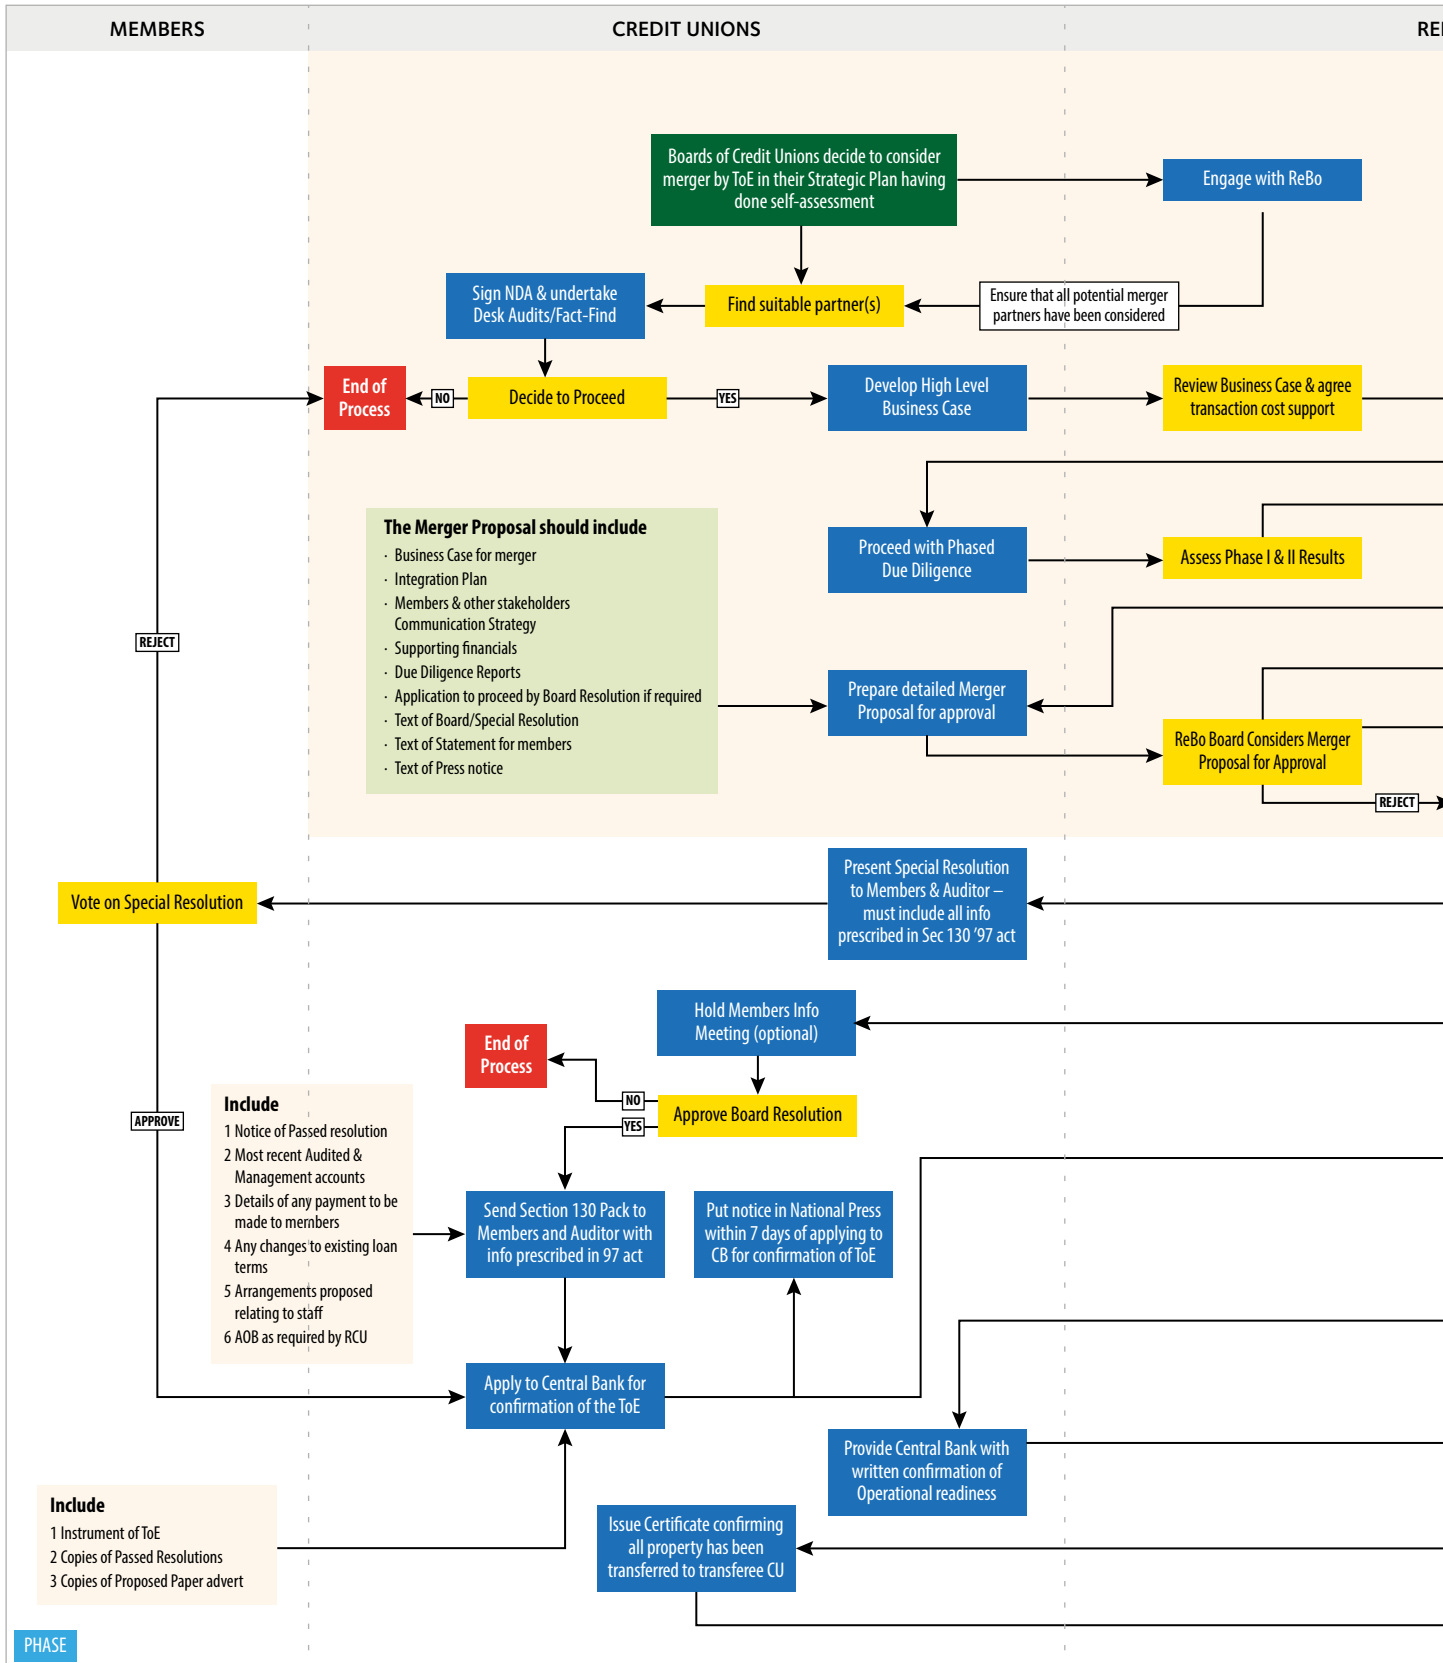 MEMBERS
CREDIT UNIONS
Boards of Credit Unions decide to consider
merger by ToE in their Strategic Plan having
done self-assessment
Engage with ReBo
Sign NDA & undertake
Desk Audits/Fact-Find
Find suitable partner(s)
Ensure that all potential merger
partners have been considered
End of
Process
NO
Decide to Proceed
YES
Develop High Level
Business Case
Review Business Case & agree
transaction cost support
The Merger Proposal should include
· Business Case for merger
· Integration Plan
· Members & other stakeholders
Communication Strategy
· Supporting financials
· Due Diligence Reports
· Application to proceed by Board Resolution if required
· Text of Board/Special Resolution
· Text of Statement for members
· Text of Press notice
Proceed with Phased
Due Diligence
Assess Phase I & II Results
REJECT
Prepare detailed Merger
Proposal for approval
ReBo Board Considers Merger
Proposal for Approval
REJECT
Vote on Special Resolution
Present Special Resolution
to Members & Auditor –
must include all info
prescribed in Sec 130 ’97 act
Hold Members Info
Meeting (optional)
End of
Process
NO
YES
Approve Board Resolution
APPROVE
Include
1 Notice of Passed resolution
2 Most recent Audited &
Management accounts
3 Details of any payment to be
made to members
4 Any changes to existing loan
terms
5 Arrangements proposed
relating to staff
6 AOB as required by RCU
Send Section 130 Pack to
Members and Auditor with
info prescribed in 97 act
Put notice in National Press
within 7 days of applying to
CB for confirmation of ToE
Apply to Central Bank for
confirmation of the ToE
Provide Central Bank with
written confirmation of
Operational readiness
Include
1 Instrument of ToE
2 Copies of Passed Resolutions
3 Copies of Proposed Paper advert
Issue Certificate confirming
all property has been
transferred to transferee CU
PHASE